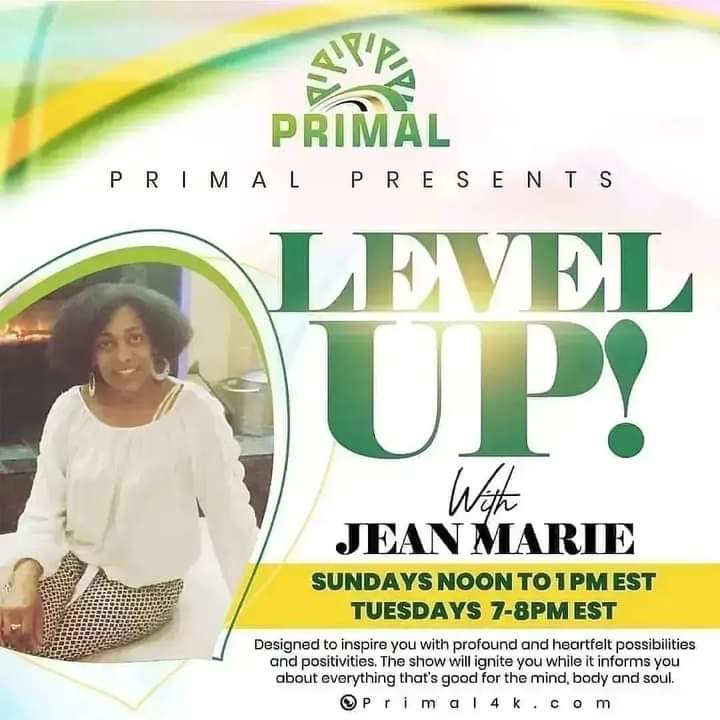 PRIMAL
PRIMAL PRESENTS
LEVEL
UP!
With
JEAN MARIE
SUNDAYS NOON TO 1 PM EST
TUESDAYS 7-8PM EST
Designed to inspire you with profound and heartfelt possibilities
and positivities. The show will ignite you while it informs you
about everything that's good for the mind, body and soul.
Primal4k.com